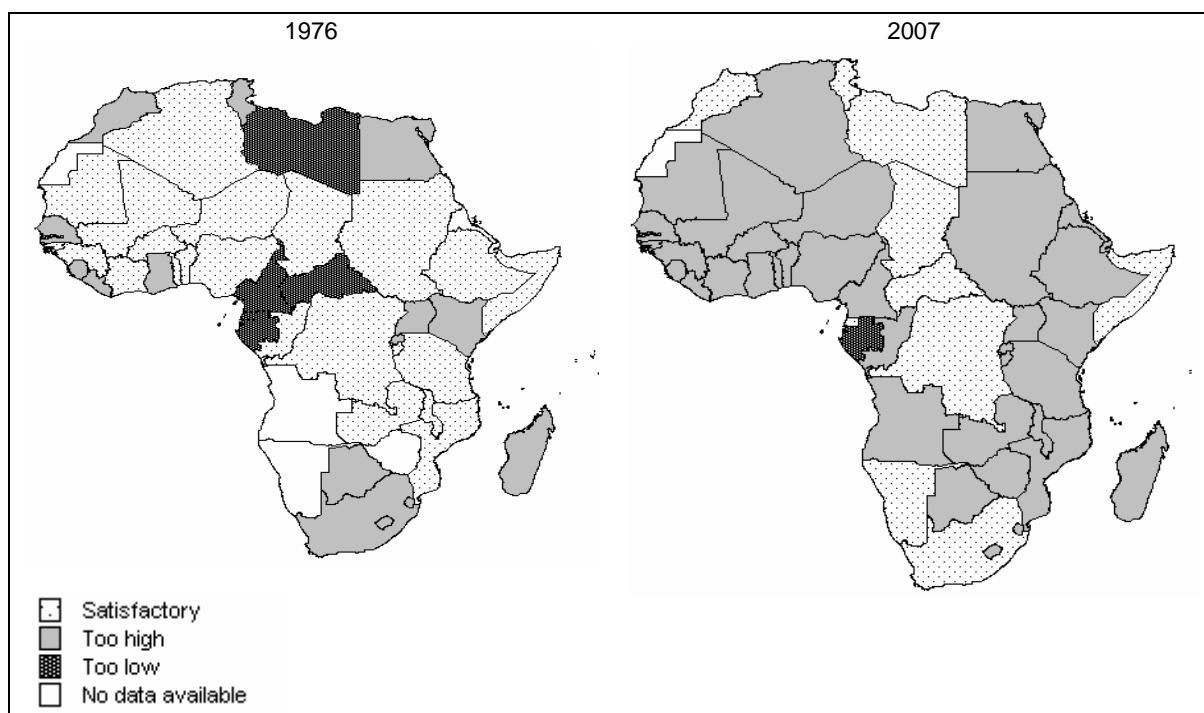 1976
2007
Satisfactory
Too high
Too low
No data available